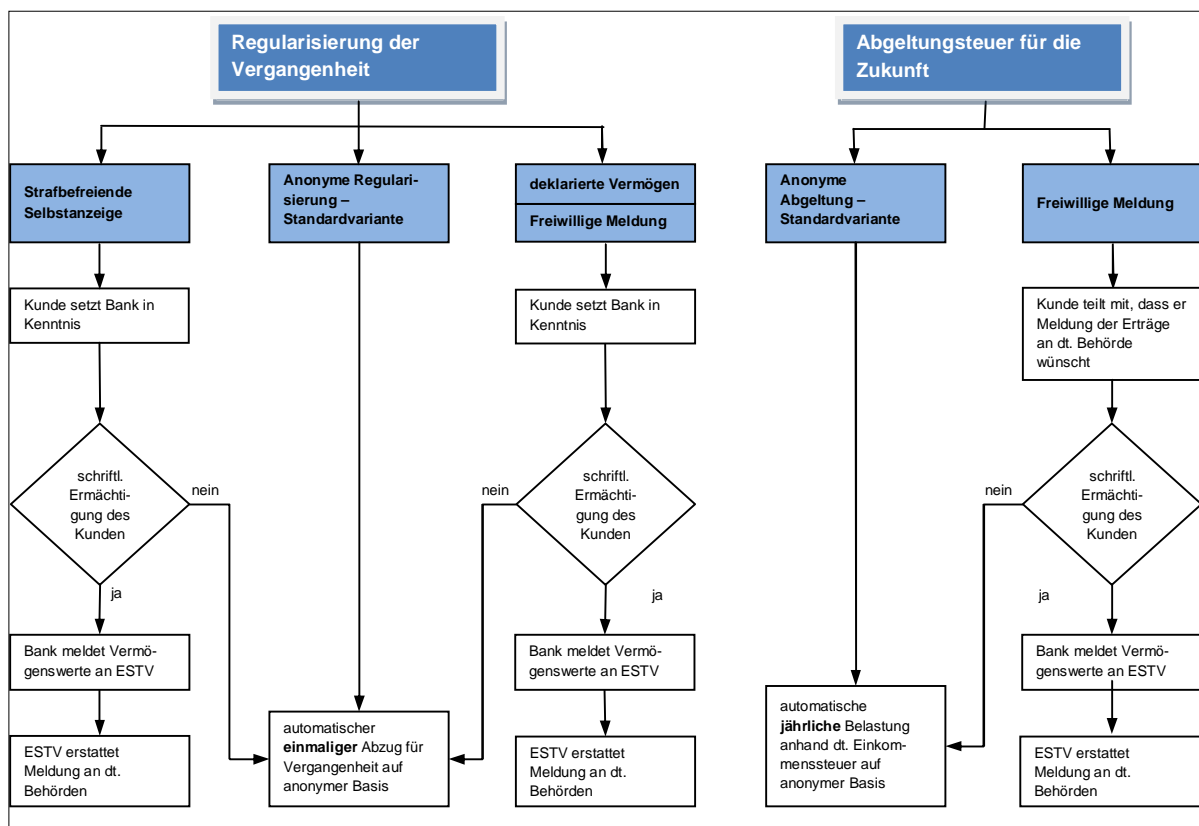 Regularisierung der
Vergangenheit
Abgeltungsteuer für die
Zukunft
Strafbefreiende
Selbstanzeige
Anonyme Regulari-
sierung –
Standardvariante
deklarierte Vermögen
Freiwillige Meldung
Anonyme
Abgeltung –
Standardvariante
Freiwillige Meldung
Kunde setzt Bank in
Kenntnis
Kunde setzt Bank in
Kenntnis
Kunde teilt mit, dass er
Meldung der Erträge
an dt. Behörde
wünscht
schriftl.
Ermächti-
gung des
Kunden
nein
ja
schriftl.
Ermächti-
gung des
Kunden
nein
ja
schriftl.
Ermächti-
gung des
Kunden
nein
ja
Bank meldet Vermö-
genswerte an ESTV
Bank meldet Vermö-
genswerte an ESTV
Bank meldet Vermö-
genswerte an ESTV
automatischer
einmaliger Abzug für
Vergangenheit auf
anonymer Basis
automatische
jährliche Belastung
anhand dt. Einkom-
menssteuer auf
anonymer Basis
ESTV erstattet
Meldung an dt.
Behörden
ESTV erstattet
Meldung an dt.
Behörden
ESTV erstattet
Meldung an dt.
Behörden